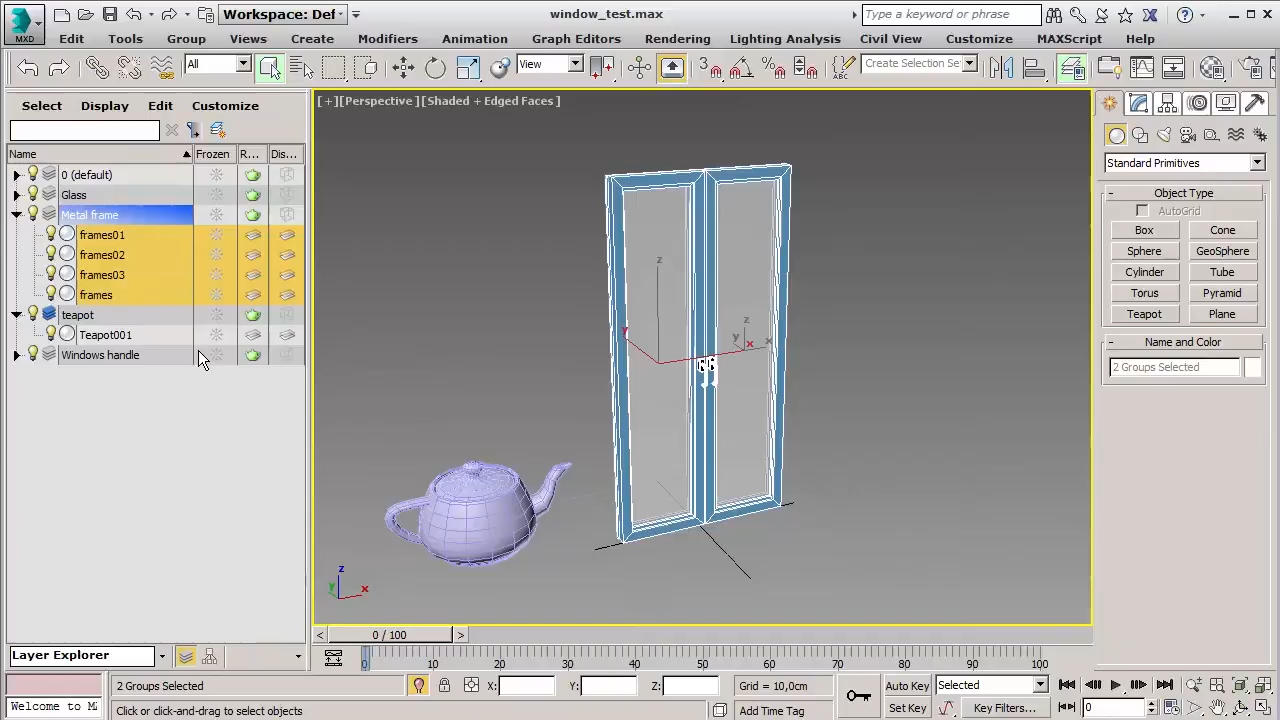 MXD
Workspace: Def
window_test.max
Type a keyword or phrase
Edit Tools Group Views Create Modifiers Animation Graph Editors Rendering Lighting Analysis Civil View Customize MAXScript Help
All View 3 Create Selection Se
Select Display Edit Customize
[+][Perspective][Shaded + Edged Faces]
Name Frozen R... Dis...
0 (default)
Glass
Metal frame
frames01
frames02
frames03
frames
teapot
Teapot001
Windows handle
z
y
z
y x x
z
y x
Standard Primitives
- Object Type
AutoGrid
Box Cone
Sphere GeoSphere
Cylinder Tube
Torus Pyramid
Teapot Plane
- Name and Color
2 Groups Selected
< 0 / 100 >
Layer Explorer
0 10 20 30 40 50 60 70 80 90 100
2 Groups Selected X: Y: Z: Grid = 10,0cm Auto Key Selected
Welcome to MA Click or click-and-drag to select objects Add Time Tag Set Key Key Filters... 0